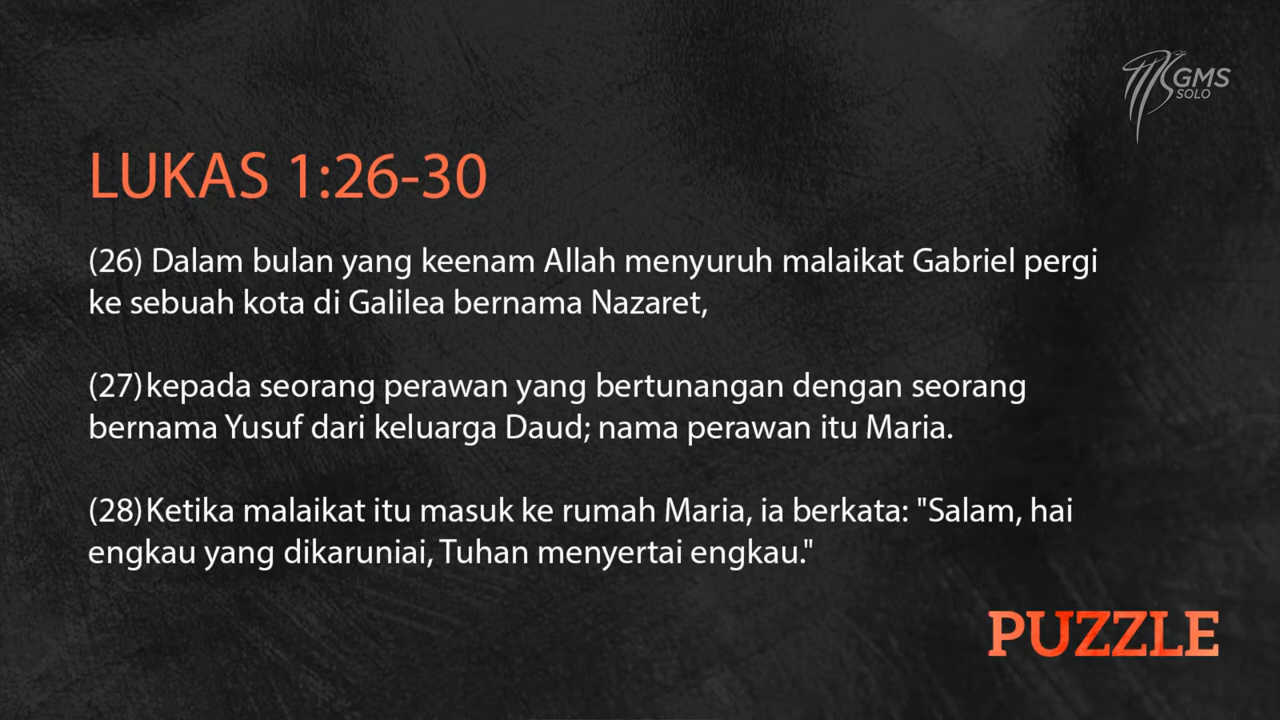 GMS
SOLO
LUKAS 1:26-30
(26) Dalam bulan yang keenam Allah menyuruh malaikat Gabriel pergi
ke sebuah kota di Galilea bernama Nazaret,
(27)kepada seorang perawan yang bertunangan dengan seorang
bernama Yusuf dari keluarga Daud; nama perawan itu Maria.
(28)Ketika malaikat itu masuk ke rumah Maria, ia berkata: "Salam, hai
engkau yang dikaruniai, Tuhan menyertai engkau."
PUZZLE